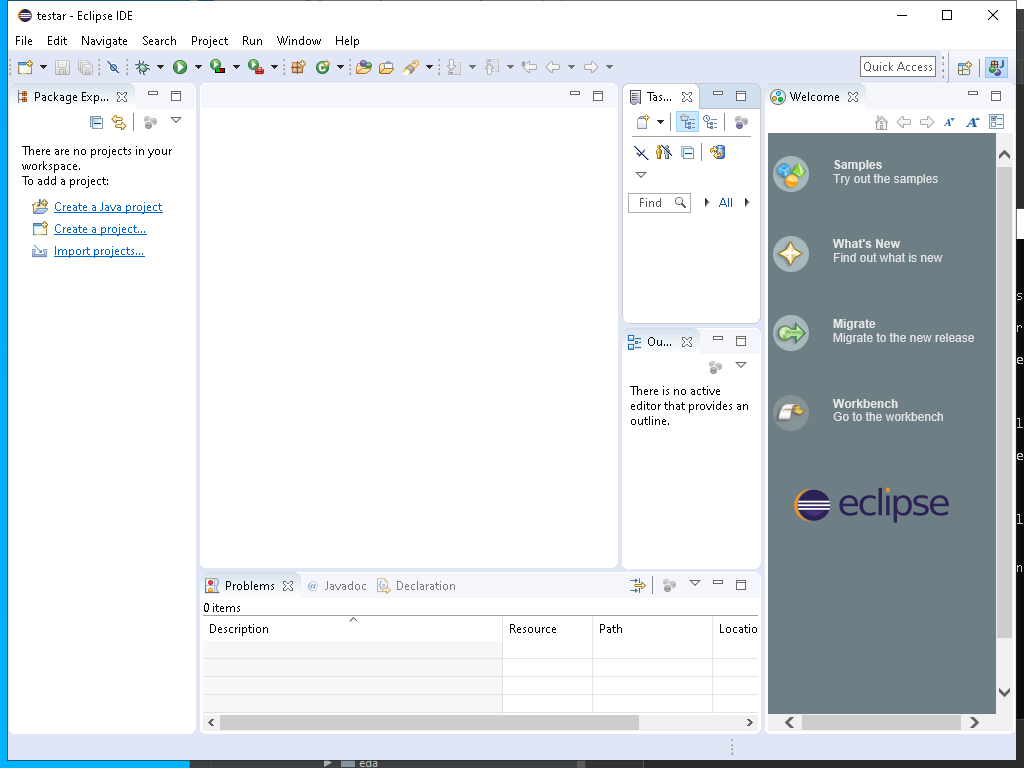 testar - Eclipse IDE
File Edit Navigate Search Project Run Window Help
Quick Access
Package Exp...
There are no projects in your
workspace.
To add a project:
Create a Java project
Create a project...
Import projects...
Tas...
Find
All
Ou...
There is no active
editor that provides an
outline.
Welcome
Samples
Try out the samples
What's New
Find out what is new
Migrate
Migrate to the new release
Workbench
Go to the workbench
eclipse
Problems @ Javadoc Declaration
0 items
Description Resource Path Locatio
eda